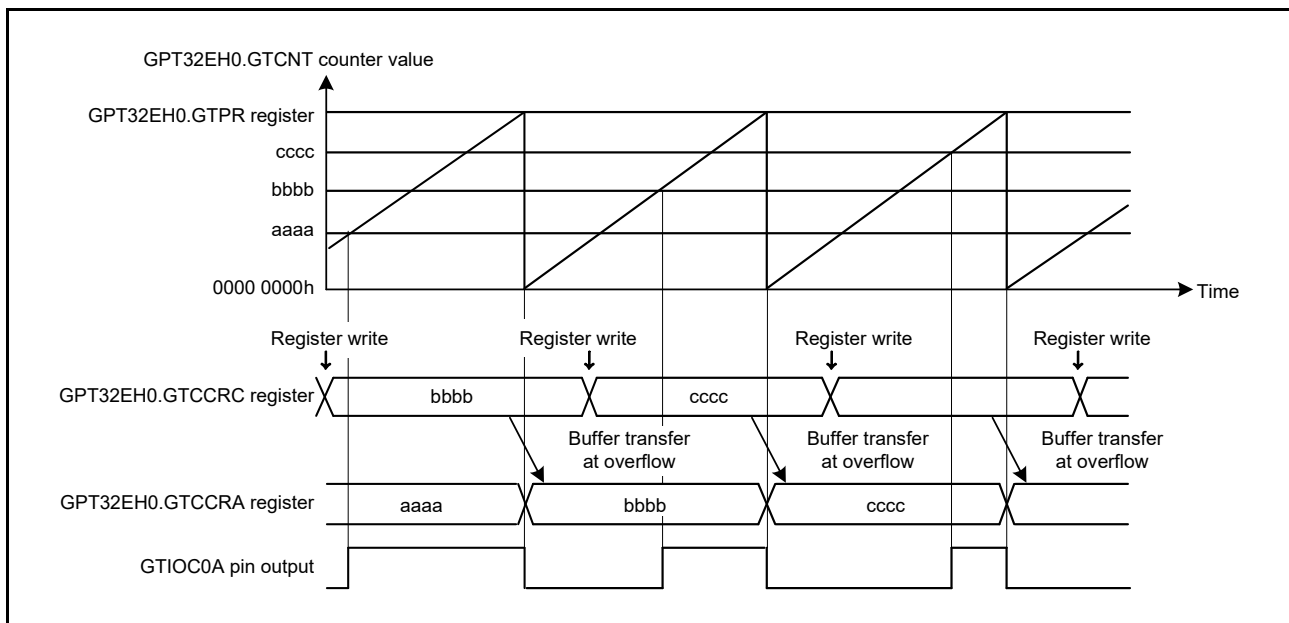 GPT32EH0.GTCNT counter value
GPT32EH0.GTPR register
cccc
bbbb
aaaa
0000 0000h
Time
Register write
Register write
Register write
Register write
GPT32EH0.GTCCRC register
bbbb
cccc
Buffer transfer
at overflow
Buffer transfer
at overflow
Buffer transfer
at overflow
GPT32EH0.GTCCRA register
aaaa
bbbb
cccc
GTIOC0A pin output